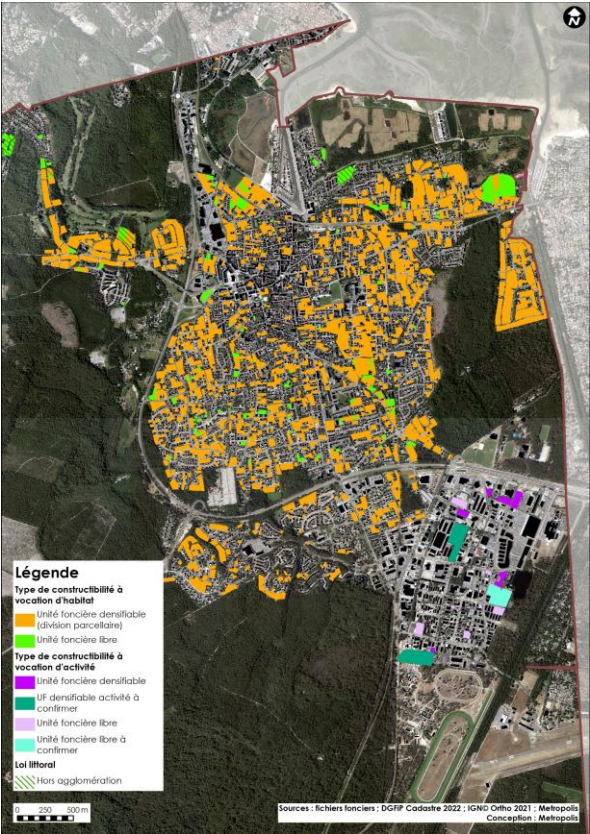 N
Légende
Type de constructibilité à
vocation d'habitat
Unité foncière densifiable
(division parcellaire)
Unité foncière libre
Type de constructibilité à
vocation d'activité
Unité foncière densifiable
UF densifiable activité à
confirmer
Unité foncière libre
Unité foncière libre à
confirmer
Loi littoral
Hors agglomération
0 250 500 m
Sources : fichiers fonciers ; DGFiP Cadastre 2022 ; IGN© Ortho 2021 ; Metropolis
Conception : Metropolis